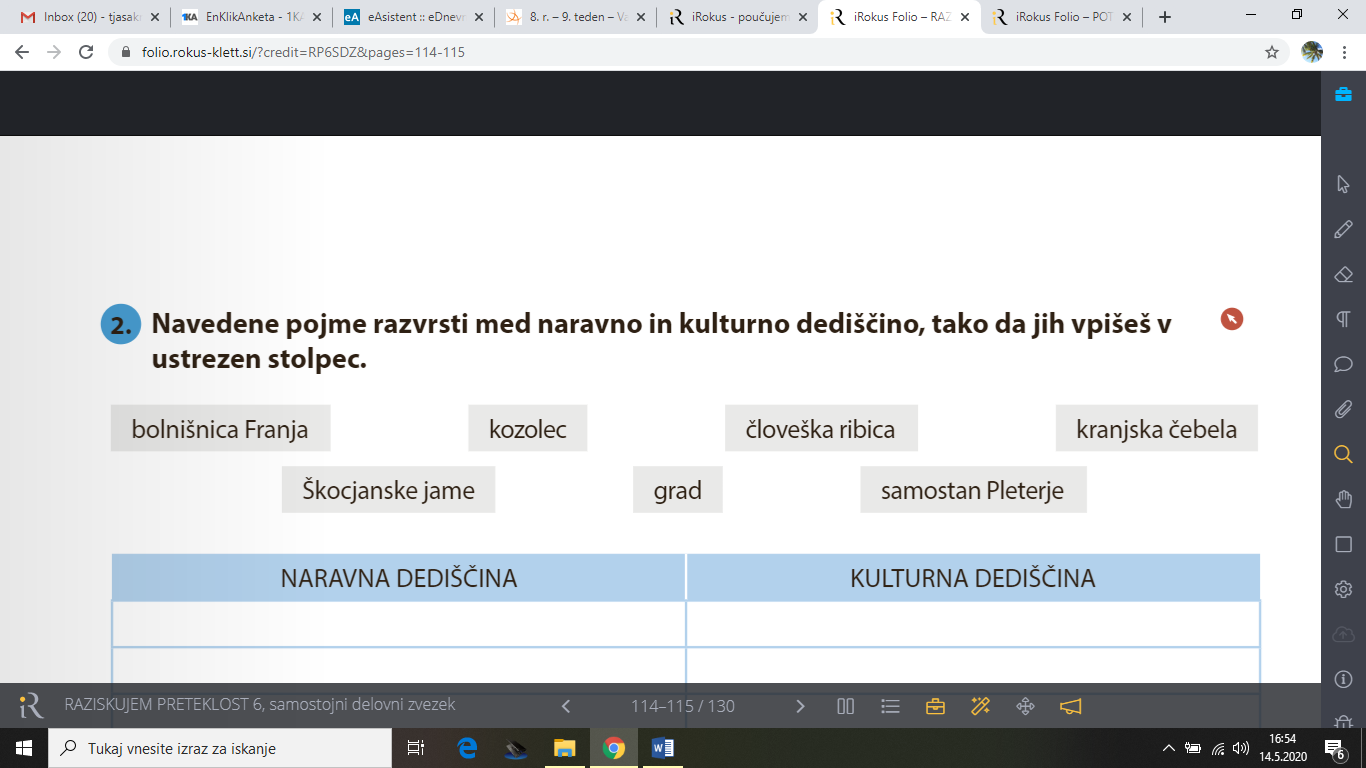 Inbox (20) - tjasak
EnKlikAnketa - 1KA
eAsistent :: eDnevn
8. r. – 9. teden – Va
iRokus - poučujem
iRokus Folio – RAZ
iRokus Folio – POT
folio.rokus-klett.si/?credit=RP6SDZ&pages=114-115
2. Navedene pojme razvrsti med naravno in kulturno dediščino, tako da jih vpišeš v
ustrezen stolpec.
bolnišnica Franja kozolec človeška ribica kranjska čebela
Škocjanske jame grad samostan Pleterje
NARAVNA DEDIŠČINA KULTURNA DEDIŠČINA
iR RAZISKUJEM PRETEKLOST 6, samostojni delovni zvezek 114–115 / 130
Tukaj vnesite izraz za iskanje
16:54
14.5.2020
6